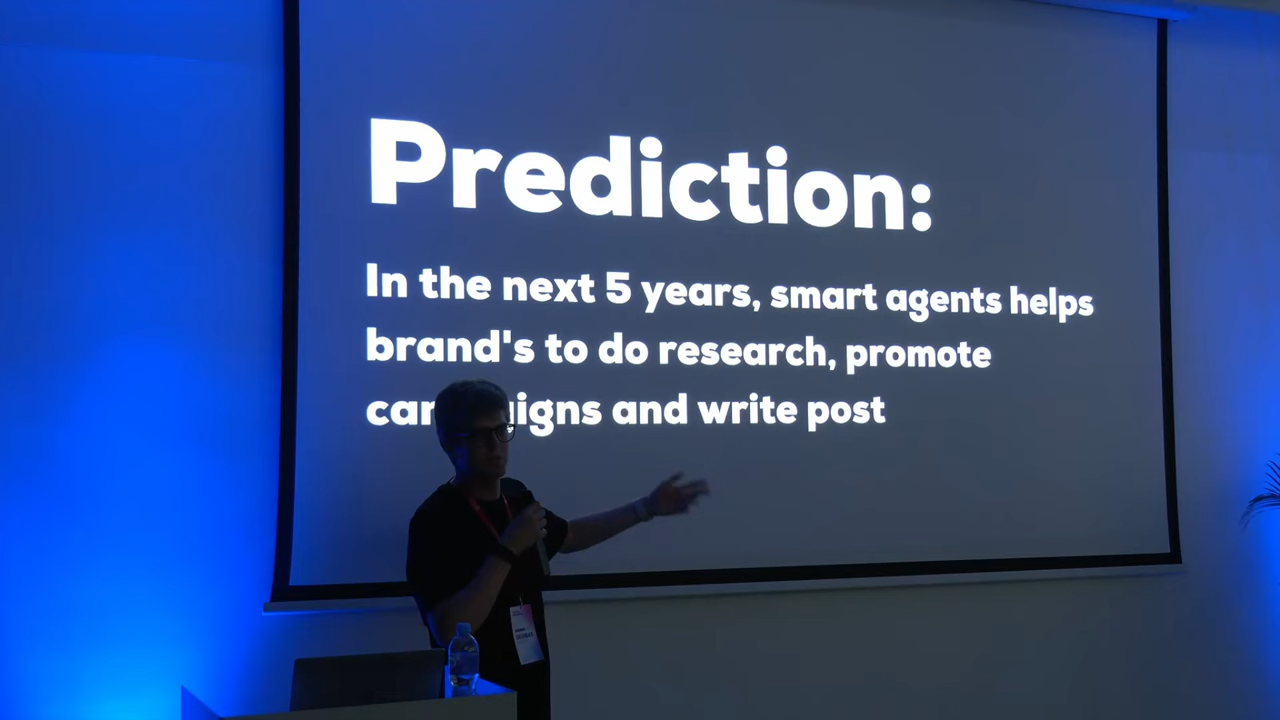 Prediction:
In the next 5 years, smart agents helps
brand's to do research, promote
and write post